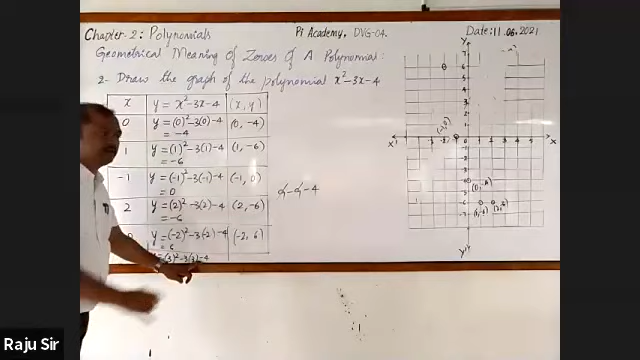 Chapter-2: Polynomials
Pi Academy, DVG-04.
Date: 11.06.2021
Geometrical Meaning Of Zeroes Of A Polynomial:
2- Draw the graph of the polynomial x²-3x-4
x y = x²-3x-4 (x, y)
0 y = (0)²-3(0)-4 (0, -4)
= -4
1 y = (1)²-3(1)-4 (1, -6)
= -6
-1 y = (-1)²-3(-1)-4 (-1, 0)
= 0
2 y = (2)²-3(2)-4 (2, -6)
= -6
y = (-2)²-3(-2)-4 (-2, 6)
= 6
(3)²-3(3)-4
Y
X'
X
(-1,0)
(0,-4)
(1,-6) (2,-6)
Y'
Raju Sir